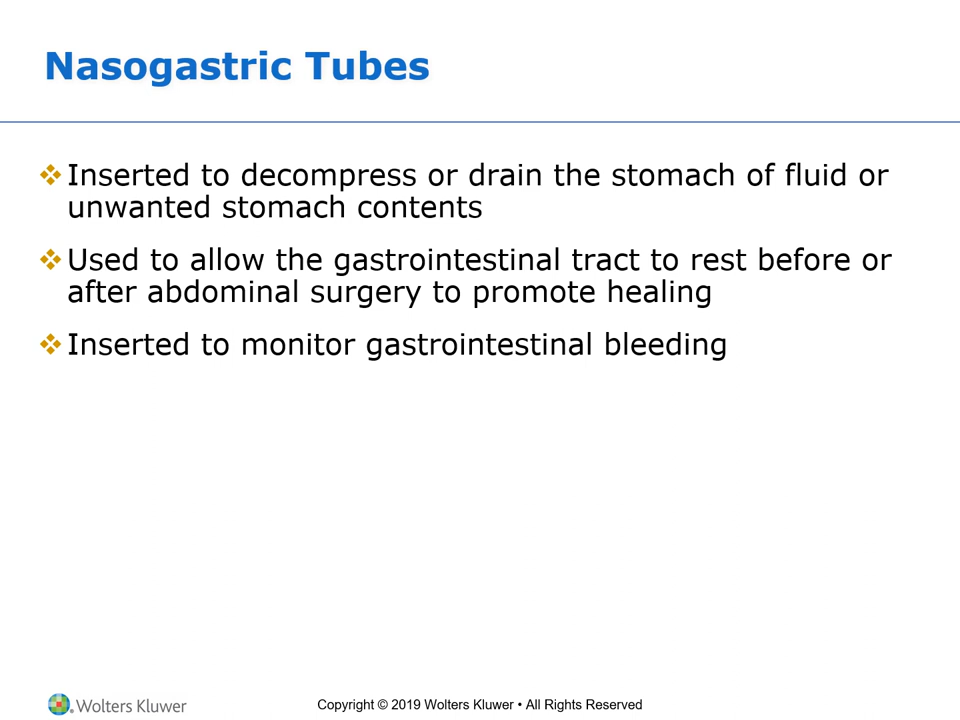 Nasogastric Tubes
❖Inserted to decompress or drain the stomach of fluid or
unwanted stomach contents
❖Used to allow the gastrointestinal tract to rest before or
after abdominal surgery to promote healing
❖Inserted to monitor gastrointestinal bleeding
Wolters Kluwer
Copyright © 2019 Wolters Kluwer • All Rights Reserved